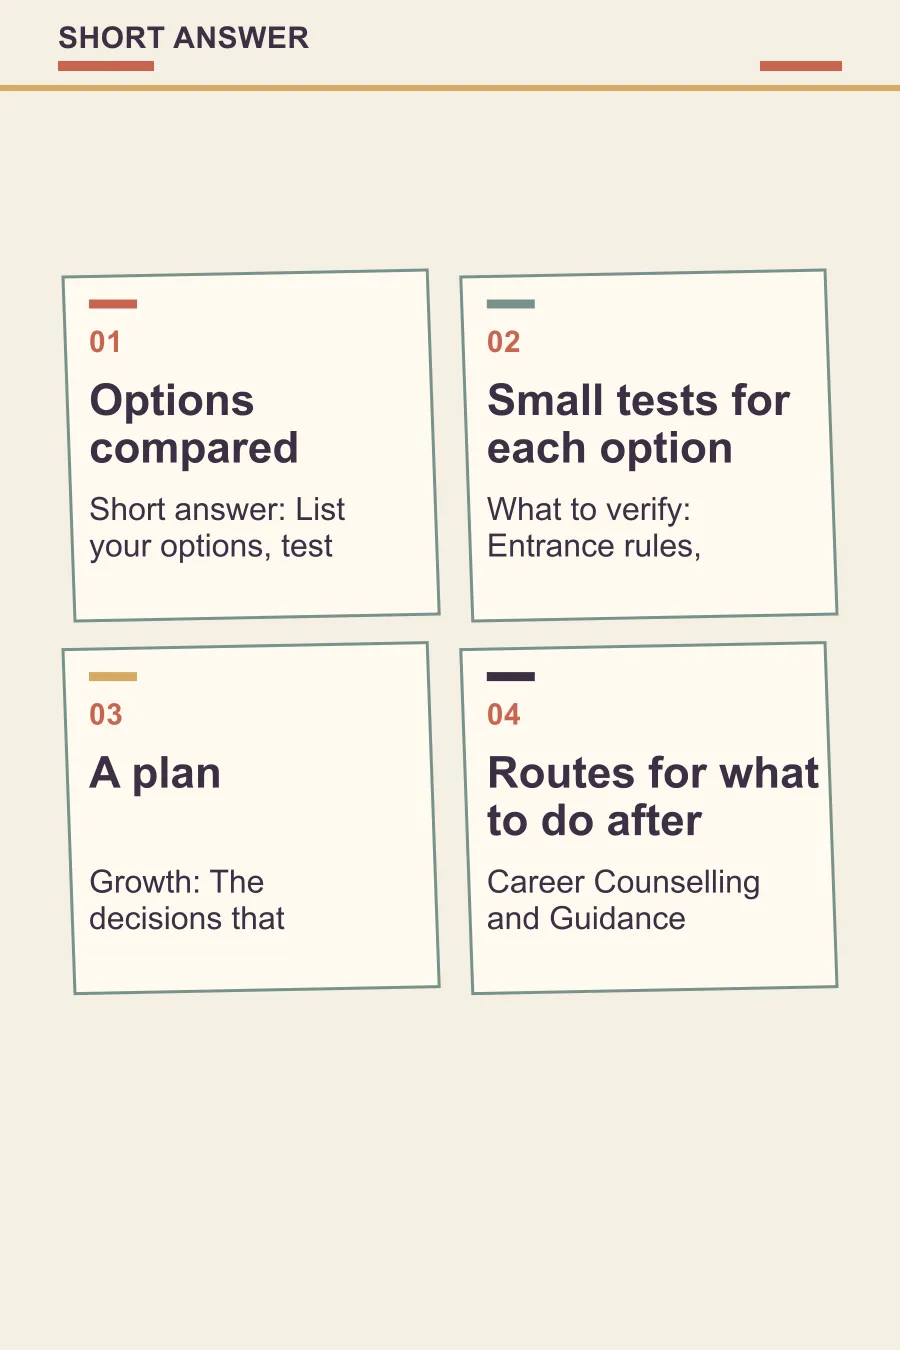 SHORT ANSWER
01
Options
compared
Short answer: List
your options, test
02
Small tests for
each option
What to verify:
Entrance rules,
03
A plan
Growth: The
decisions that
04
Routes for what
to do after
Career Counselling
and Guidance